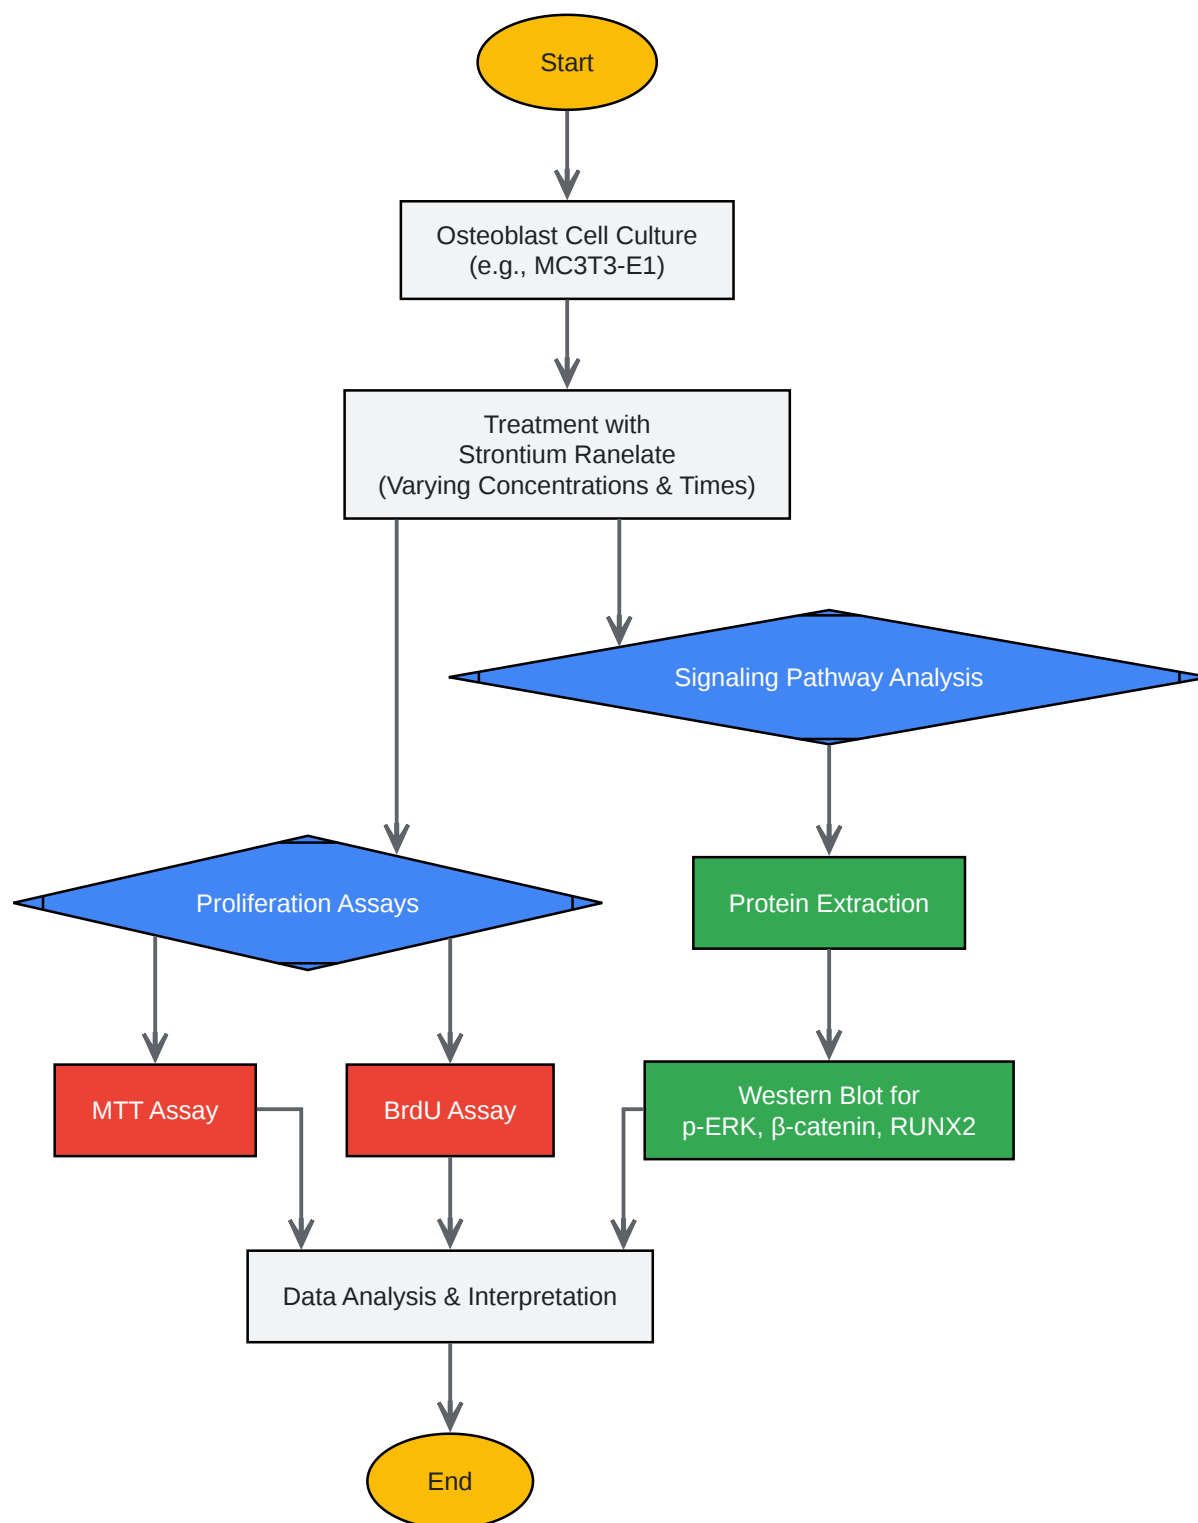 Start
Osteoblast Cell Culture
(e.g., MC3T3-E1)
Treatment with
Strontium Ranelate
(Varying Concentrations & Times)
Signaling Pathway Analysis
Proliferation Assays
Protein Extraction
MTT Assay
BrdU Assay
Western Blot for
p-ERK, β-catenin, RUNX2
Data Analysis & Interpretation
End